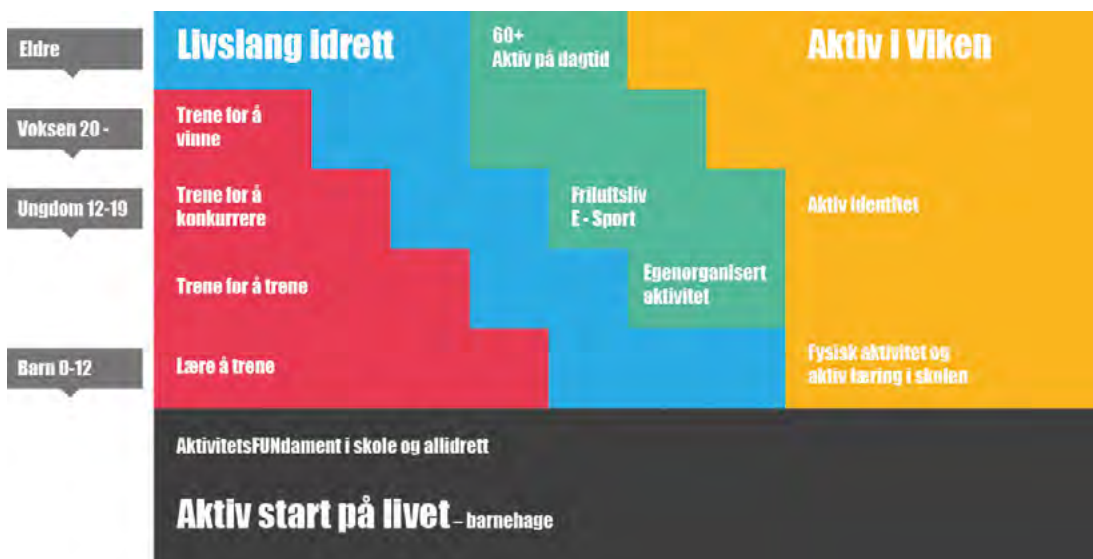 Eldre
Livslang idrett
60+
Aktiv på dagtid
Aktiv i Viken
Voksen 20 -
Trene for å
vinne
Ungdom 12-19
Trene for å
konkurrere
Friluftsliv
E - Sport
Aktiv identitet
Trene for å trene
Egenorganisert
aktivitet
Barn 0-12
Lære å trene
Fysisk aktivitet og
aktiv læring i skolen
AktivitetsFUNdament i skole og allidrett
Aktiv start på livet – barnehage